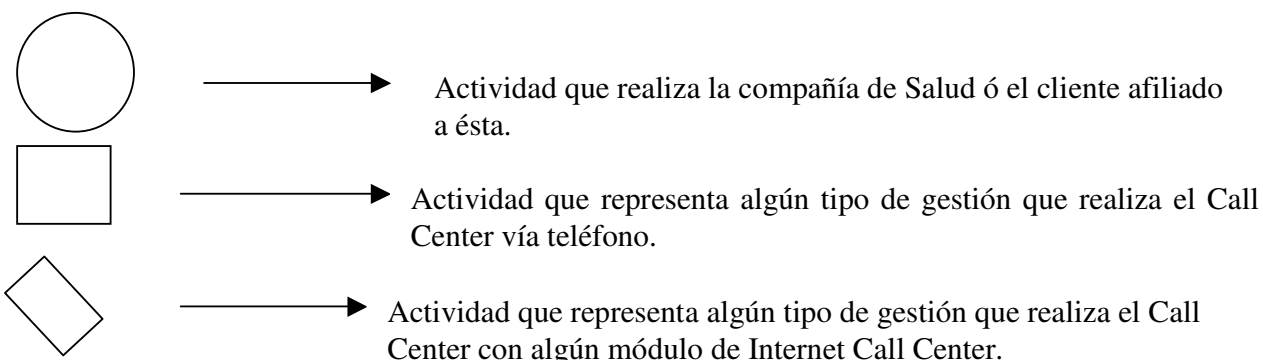 Actividad que realiza la compañía de Salud ó el cliente afiliado
a ésta.
Actividad que representa algún tipo de gestión que realiza el Call
Center vía teléfono.
Actividad que representa algún tipo de gestión que realiza el Call
Center con algún módulo de Internet Call Center.